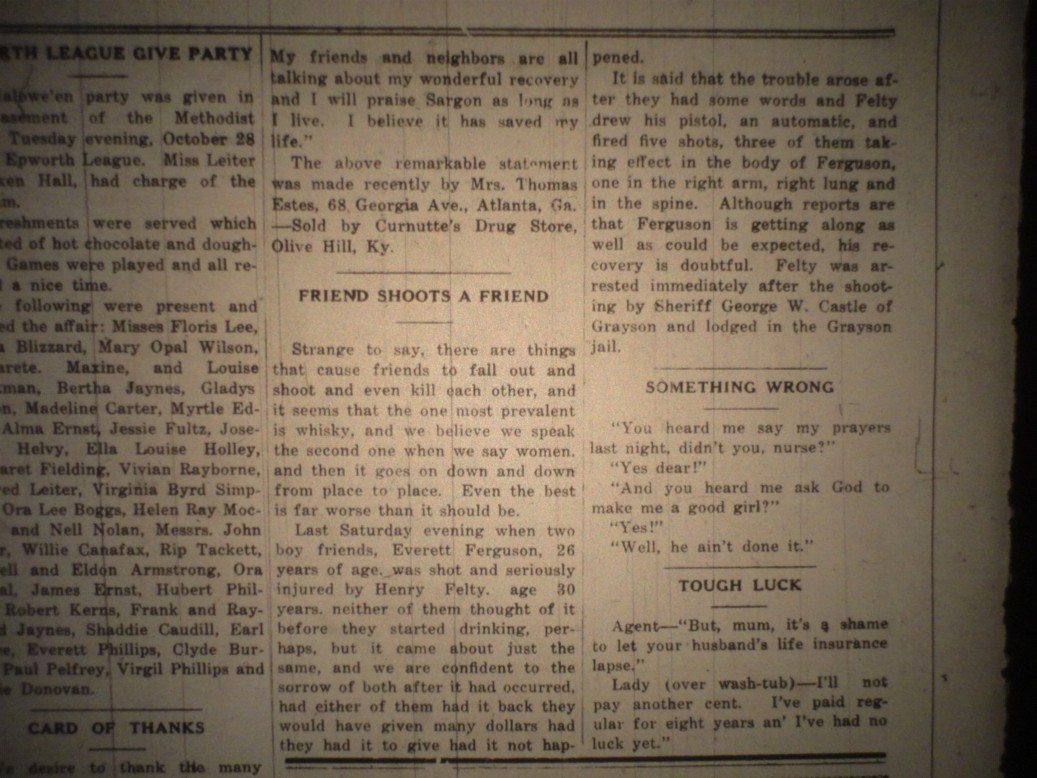 RTH LEAGUE GIVE PARTY
party was given in
of the Methodist
Tuesday evening, October 28
Epworth League. Miss Leiter
Hall, had charge of the
am.
reshments were served which
ted of hot chocolate and dough-
Games were played and all re-
a nice time.
following were present and
ed the affair: Misses Floris Lee,
Blizzard, Mary Opal Wilson,
arete. Maxine, and Louise
man, Bertha Jaynes, Gladys
n, Madeline Carter, Myrtle Ed-
Alma Ernst, Jessie Fultz, Jose-
Helvy, Ella Louise Holley,
aret Fielding, Vivian Rayborne,
ed Leiter, Virginia Byrd Simp-
Ora Lee Boggs, Helen Ray Moc-
and Nell Nolan, Messrs. John
r, Willie Canafax, Rip Tackett,
ell and Eldon Armstrong, Ora
al, James Ernst, Hubert Phil-
Robert Kerns, Frank and Ray-
d Jaynes, Shaddie Caudill, Earl
e, Everett Phillips, Clyde Bur-
Paul Pelfrey, Virgil Phillips and
ie Donovan.
CARD OF THANKS
desire to thank the many
My friends and neighbors are all
talking about my wonderful recovery
and I will praise Sargon as long as
I live. I believe it has saved my
life."
The above remarkable statement
was made recently by Mrs. Thomas
Estes, 68 Georgia Ave., Atlanta, Ga.
—Sold by Curnutte's Drug Store,
Olive Hill, Ky.
FRIEND SHOOTS A FRIEND
Strange to say, there are things
that cause friends to fall out and
shoot and even kill each other, and
it seems that the one most prevalent
is whisky, and we believe we speak
the second one when we say women.
and then it goes on down and down
from place to place. Even the best
is far worse than it should be.
Last Saturday evening when two
boy friends, Everett Ferguson, 26
years of age. was shot and seriously
injured by Henry Felty. age 30
years. neither of them thought of it
before they started drinking, per-
haps, but it came about just the
same, and we are confident to the
sorrow of both after it had occurred,
had either of them had it back they
would have given many dollars had
they had it to give had it not hap-
pened.
It is said that the trouble arose af-
ter they had some words and Felty
drew his pistol, an automatic, and
fired five shots, three of them tak-
ing effect in the body of Ferguson,
one in the right arm, right lung and
in the spine. Although reports are
that Ferguson is getting along as
well as could be expected, his re-
covery is doubtful. Felty was ar-
rested immediately after the shoot-
ing by Sheriff George W. Castle of
Grayson and lodged in the Grayson
jail.
SOMETHING WRONG
"You heard me say my prayers
last night, didn't you, nurse?"
"Yes dear!"
"And you heard me ask God to
make me a good girl?"
"Yes!"
"Well, he ain't done it."
TOUGH LUCK
Agent—"But, mum, it's a shame
to let your husband's life insurance
lapse."
Lady (over wash-tub)—I'll not
pay another cent. I've paid reg-
ular for eight years an' I've had no
luck yet."